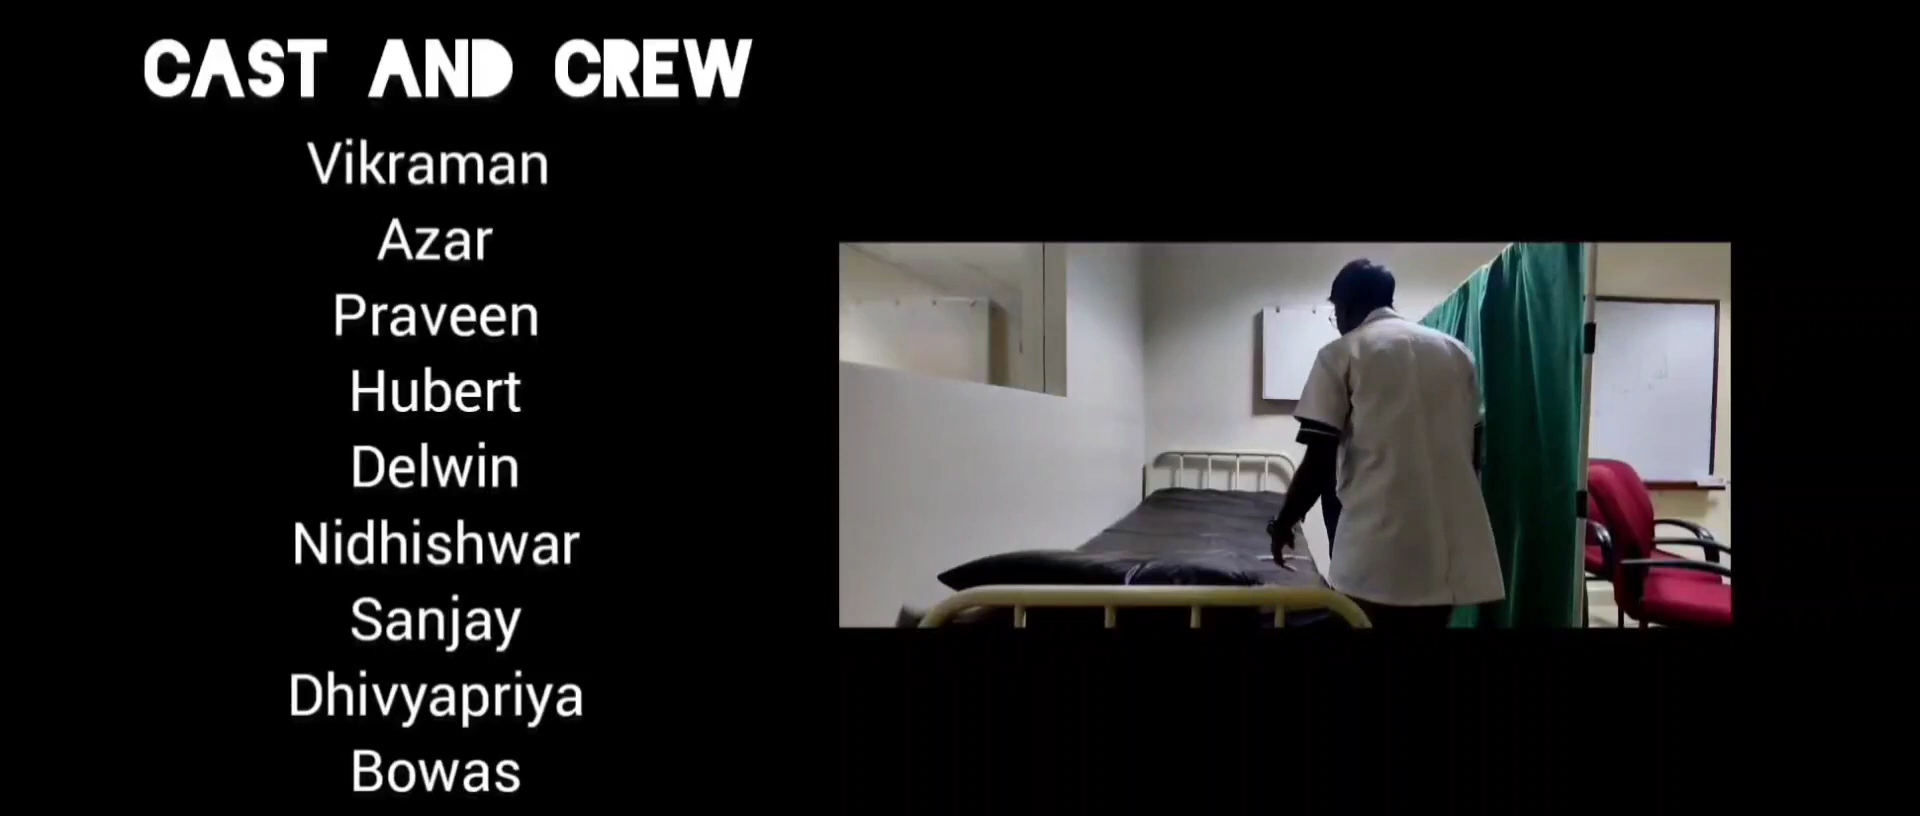 CAST AND CREW
Vikraman
Azar
Praveen
Hubert
Delwin
Nidhishwar
Sanjay
Dhivyapriya
Bowas